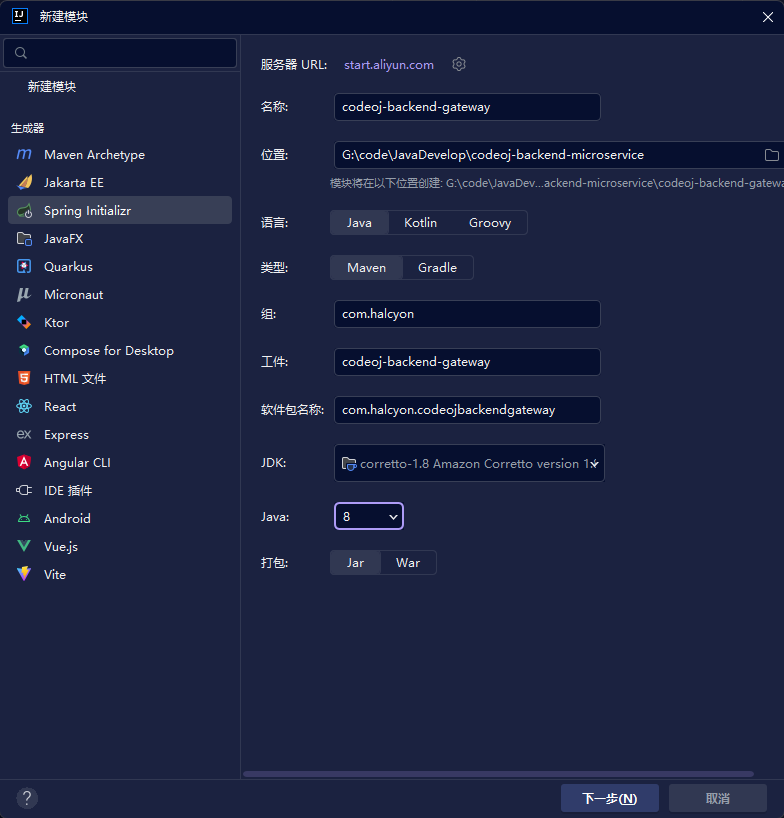 新建模块
新建模块
生成器
Maven Archetype
Jakarta EE
Spring Initializr
JavaFX
Quarkus
Micronaut
Ktor
Compose for Desktop
HTML 文件
React
Express
Angular CLI
IDE 插件
Android
Vue.js
Vite
服务器 URL: start.aliyun.com
名称: codeoj-backend-gateway
位置: G:\code\JavaDevelop\codeoj-backend-microservice
模块将在以下位置创建: G:\code\JavaDev...ackend-microservice\codeoj-backend-gatewa
语言: Java Kotlin Groovy
类型: Maven Gradle
组: com.halcyon
工件: codeoj-backend-gateway
软件包名称: com.halcyon.codeojbackendgateway
JDK: corretto-1.8 Amazon Corretto version 1.
Java: 8
打包: Jar War
? 下一步(N) 取消